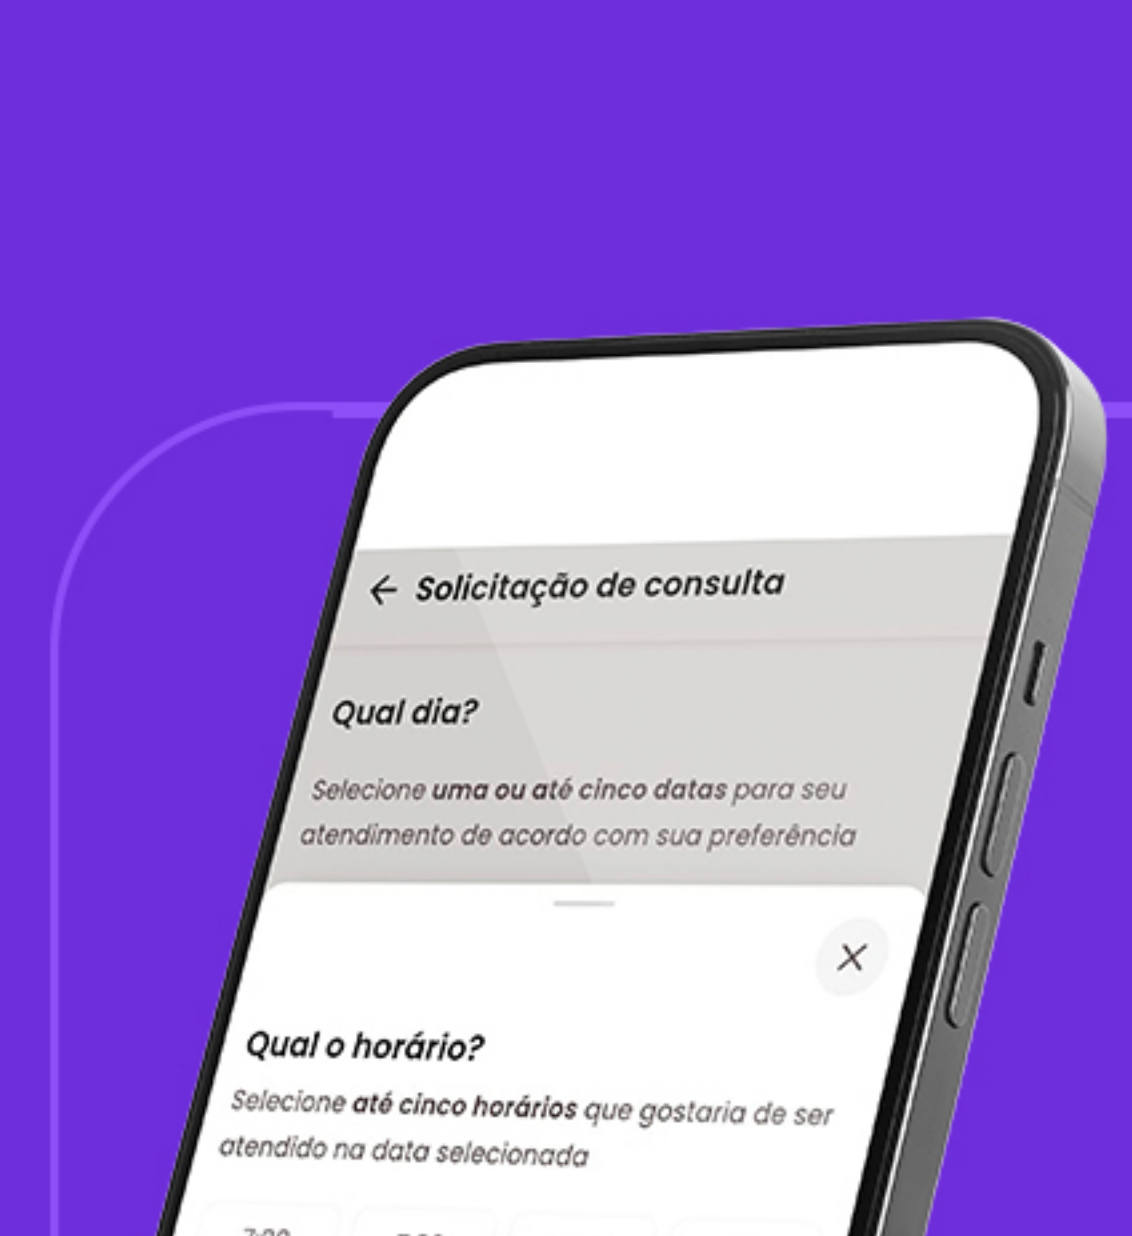 ← Solicitação de consulta
Qual dia?
Selecione uma ou até cinco datas para seu
atendimento de acordo com sua preferência
Qual o horário?
Selecione até cinco horários que gostaria de ser
atendido na data selecionada